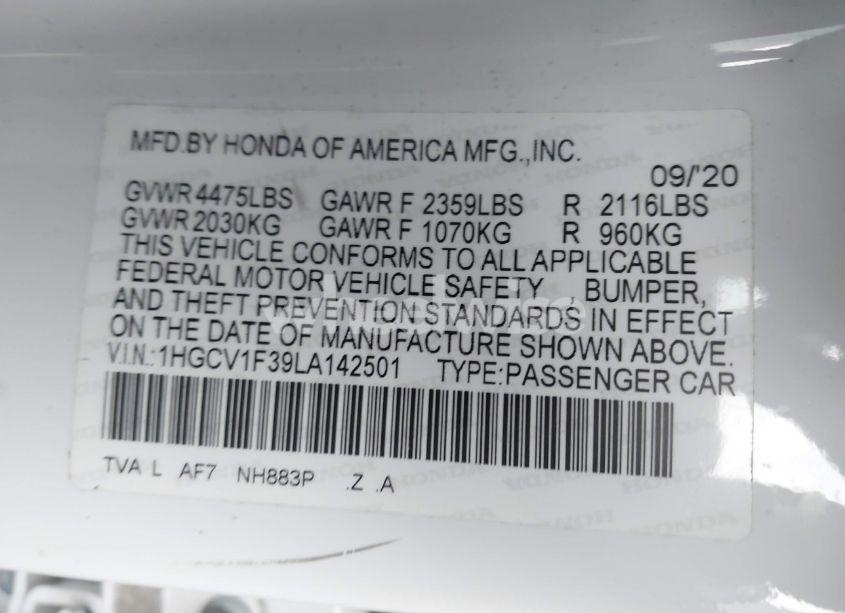 MFD.BY HONDA OF AMERICA MFG.,INC.
09/'20
GVWR 4475LBS GAWR F 2359LBS R 2116LBS
GVWR 2030KG GAWR F 1070KG R 960KG
THIS VEHICLE CONFORMS TO ALL APPLICABLE
FEDERAL MOTOR VEHICLE SAFETY , BUMPER,
AND THEFT PREVENTION STANDARDS IN EFFECT
ON THE DATE OF MANUFACTURE SHOWN ABOVE.
V.I.N.:1HGCV1F39LA142501 TYPE:PASSENGER CAR
TVA L AF7 NH883P .Z .A